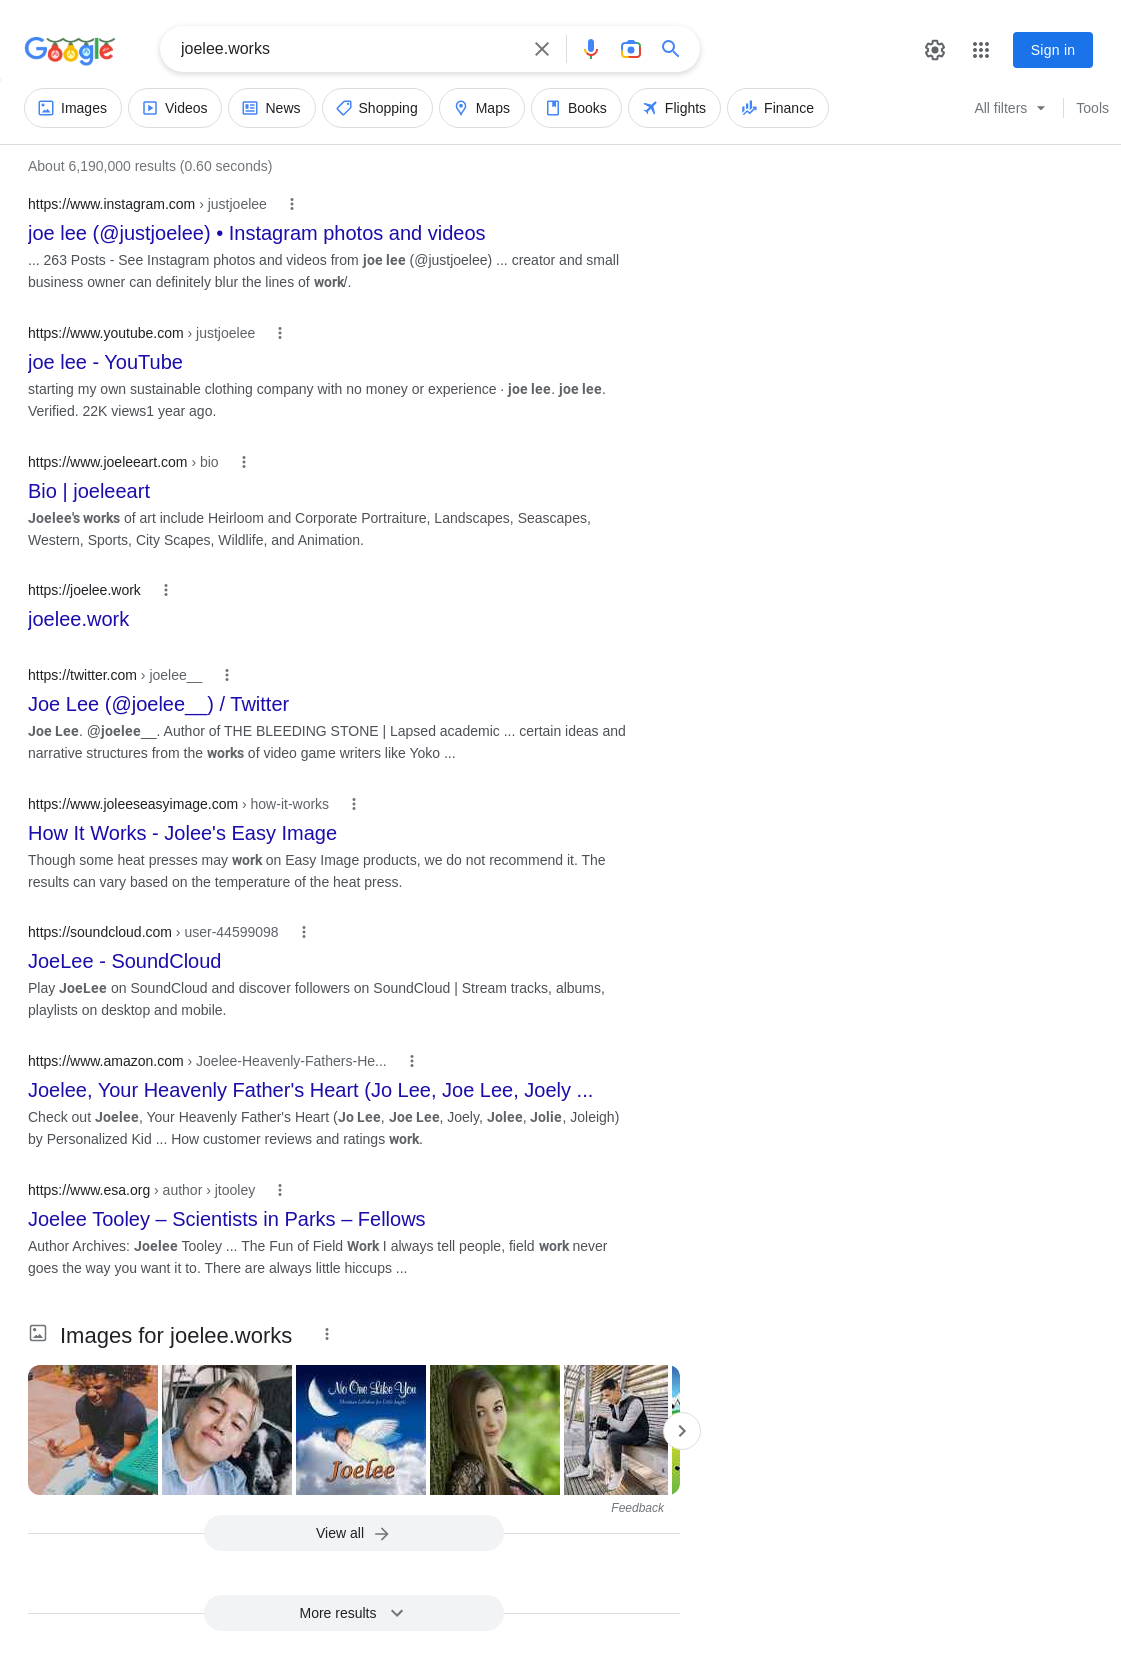 Google
joelee.works
Sign in
Images
Videos
News
Shopping
Maps
Books
Flights
Finance
All filters
Tools
About 6,190,000 results (0.60 seconds)
https://www.instagram.com › justjoelee
joe lee (@justjoelee) • Instagram photos and videos
... 263 Posts - See Instagram photos and videos from joe lee (@justjoelee) ... creator and small
business owner can definitely blur the lines of work/.
https://www.youtube.com › justjoelee
joe lee - YouTube
starting my own sustainable clothing company with no money or experience · joe lee. joe lee.
Verified. 22K views1 year ago.
https://www.joeleeart.com › bio
Bio | joeleeart
Joelee's works of art include Heirloom and Corporate Portraiture, Landscapes, Seascapes,
Western, Sports, City Scapes, Wildlife, and Animation.
https://joelee.work
joelee.work
https://twitter.com › joelee__
Joe Lee (@joelee__) / Twitter
Joe Lee. @joelee__. Author of THE BLEEDING STONE | Lapsed academic ... certain ideas and
narrative structures from the works of video game writers like Yoko ...
https://www.joleeseasyimage.com › how-it-works
How It Works - Jolee's Easy Image
Though some heat presses may work on Easy Image products, we do not recommend it. The
results can vary based on the temperature of the heat press.
https://soundcloud.com › user-44599098
JoeLee - SoundCloud
Play JoeLee on SoundCloud and discover followers on SoundCloud | Stream tracks, albums,
playlists on desktop and mobile.
https://www.amazon.com › Joelee-Heavenly-Fathers-He...
Joelee, Your Heavenly Father's Heart (Jo Lee, Joe Lee, Joely ...
Check out Joelee, Your Heavenly Father's Heart (Jo Lee, Joe Lee, Joely, Jolee, Jolie, Joleigh)
by Personalized Kid ... How customer reviews and ratings work.
https://www.esa.org › author › jtooley
Joelee Tooley – Scientists in Parks – Fellows
Author Archives: Joelee Tooley ... The Fun of Field Work I always tell people, field work never
goes the way you want it to. There are always little hiccups ...
Images for joelee.works
No One Like You
Joelee
Feedback
View all
More results